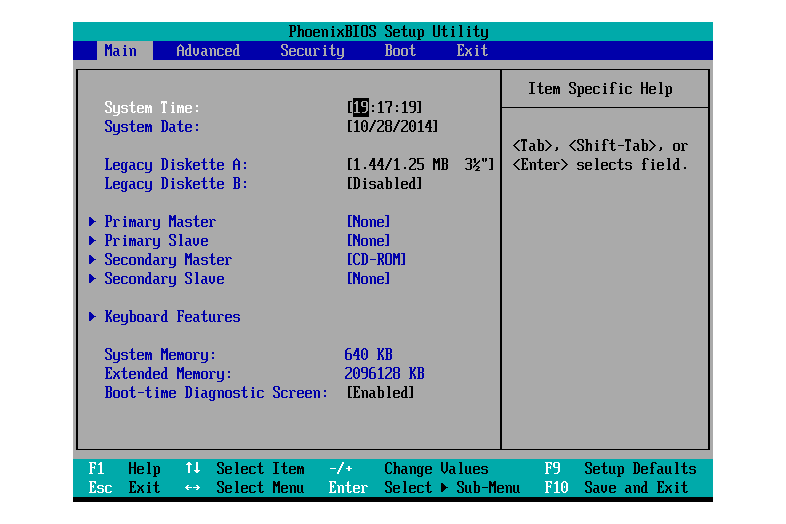 PhoenixBIOS Setup Utility
Main Advanced Security Boot Exit
Item Specific Help
System Time: [19:17:19]
System Date: [10/28/2014]
<Tab>, <Shift-Tab>, or
<Enter> selects field.
Legacy Diskette A: [1.44/1.25 MB 3½"]
Legacy Diskette B: [Disabled]
Primary Master [None]
Primary Slave [None]
Secondary Master [CD-ROM]
Secondary Slave [None]
Keyboard Features
System Memory: 640 KB
Extended Memory: 2096128 KB
Boot-time Diagnostic Screen: [Enabled]
F1 Help ↑↓ Select Item -/+ Change Values F9 Setup Defaults
Esc Exit ↔ Select Menu Enter Select ▶ Sub-Menu F10 Save and Exit